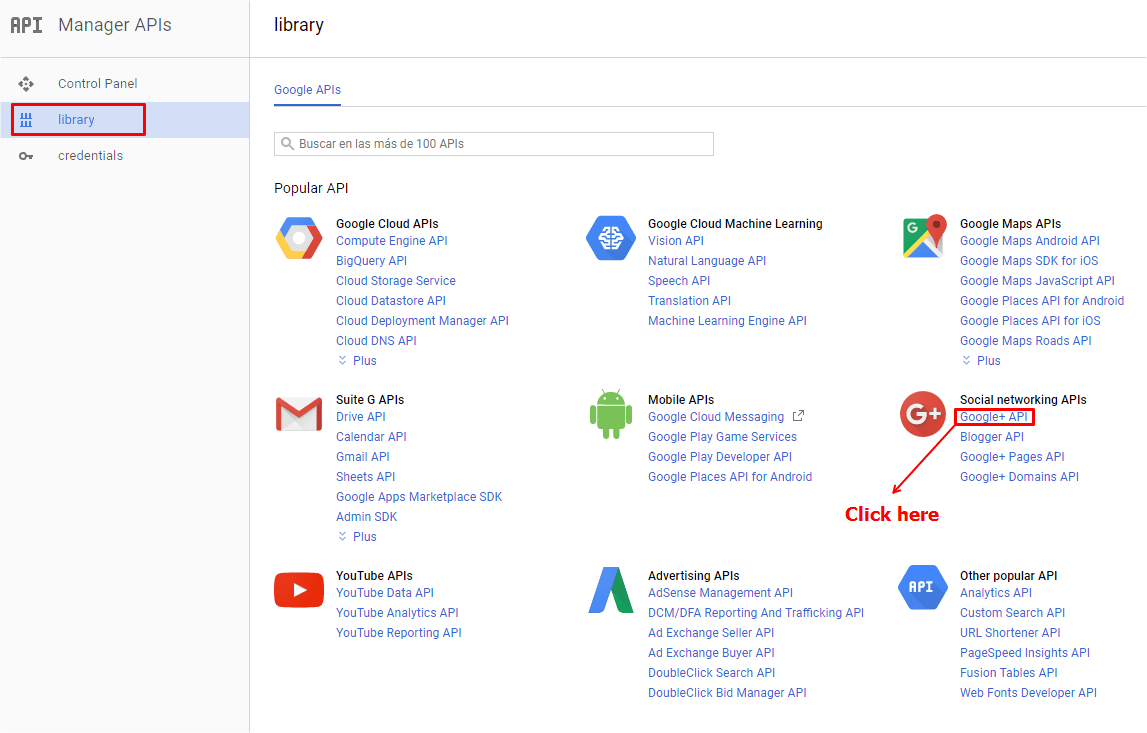 API Manager APIs
library
Control Panel
library
credentials
Google APIs
Buscar en las más de 100 APIs
Popular API
Google Cloud APIs
Compute Engine API
BigQuery API
Cloud Storage Service
Cloud Datastore API
Cloud Deployment Manager API
Cloud DNS API
Plus
Google Cloud Machine Learning
Vision API
Natural Language API
Speech API
Translation API
Machine Learning Engine API
G
Google Maps APIs
Google Maps Android API
Google Maps SDK for iOS
Google Maps JavaScript API
Google Places API for Android
Google Places API for iOS
Google Maps Roads API
Plus
Suite G APIs
Drive API
Calendar API
Gmail API
Sheets API
Google Apps Marketplace SDK
Admin SDK
Plus
Mobile APIs
Google Cloud Messaging
Google Play Game Services
Google Play Developer API
Google Places API for Android
G+
Social networking APIs
Google+ API
Blogger API
Google+ Pages API
Google+ Domains API
Click here
YouTube APIs
YouTube Data API
YouTube Analytics API
YouTube Reporting API
Advertising APIs
AdSense Management API
DCM/DFA Reporting And Trafficking API
Ad Exchange Seller API
Ad Exchange Buyer API
DoubleClick Search API
DoubleClick Bid Manager API
API
Other popular API
Analytics API
Custom Search API
URL Shortener API
PageSpeed Insights API
Fusion Tables API
Web Fonts Developer API